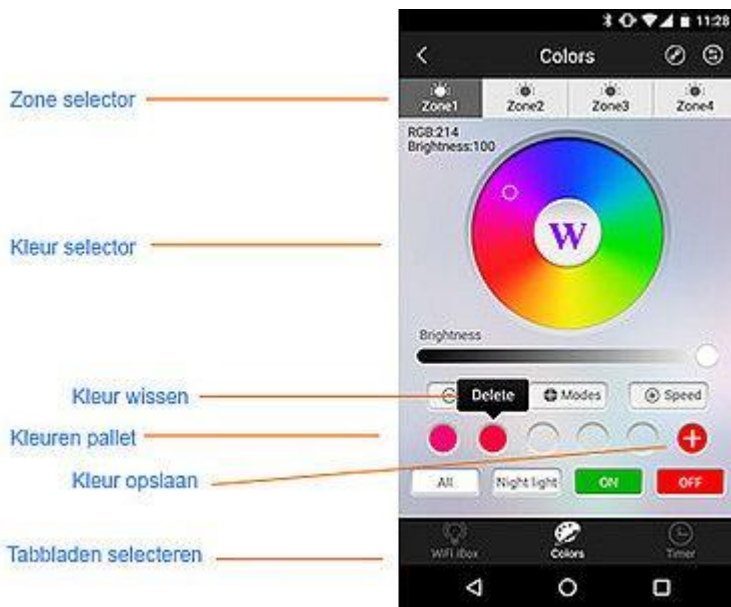 11:28
Colors
Zone selector
Zone1 Zone2 Zone3 Zone4
RGB:214
Brightness:100
Kleur selector
W
Brightness
Kleur wissen
Delete Modes Speed
Kleuren pallet
Kleur opslaan
All Night light ON OFF
Tabbladen selecteren
WiFi iBox Colors Timer